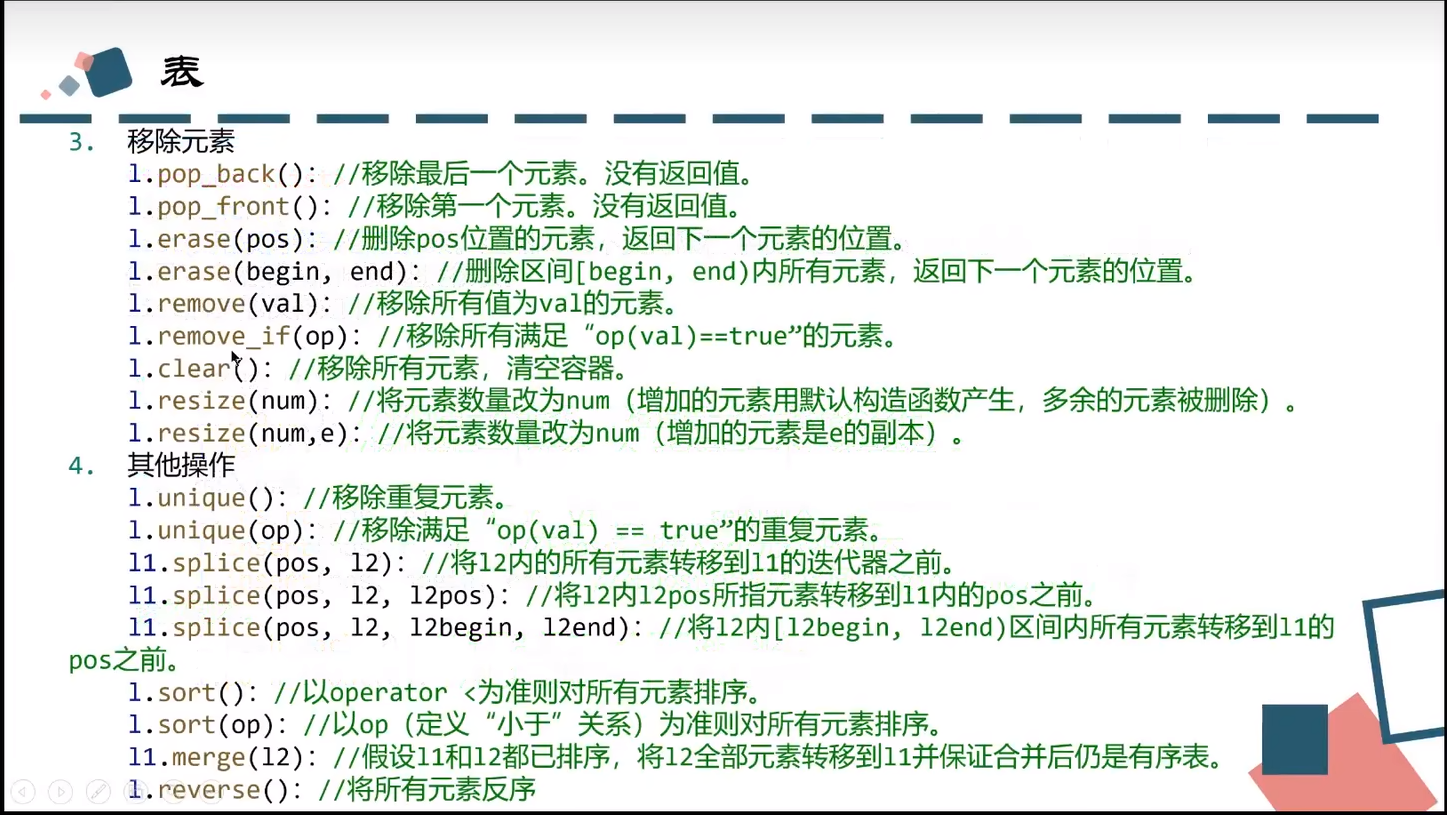 表
3. 移除元素
l.pop_back()：//移除最后一个元素。没有返回值。
l.pop_front()：//移除第一个元素。没有返回值。
l.erase(pos)：//删除pos位置的元素，返回下一个元素的位置。
l.erase(begin, end)：//删除区间[begin, end)内所有元素，返回下一个元素的位置。
l.remove(val)：//移除所有值为val的元素。
l.remove_if(op)：//移除所有满足“op(val)==true”的元素。
l.clear()：//移除所有元素，清空容器。
l.resize(num)：//将元素数量改为num（增加的元素用默认构造函数产生，多余的元素被删除）。
l.resize(num,e)：//将元素数量改为num（增加的元素是e的副本）。
4. 其他操作
l.unique()：//移除重复元素。
l.unique(op)：//移除满足“op(val) == true”的重复元素。
l1.splice(pos, l2)：//将l2内的所有元素转移到l1的迭代器之前。
l1.splice(pos, l2, l2pos)：//将l2内l2pos所指元素转移到l1内的pos之前。
l1.splice(pos, l2, l2begin, l2end)：//将l2内[l2begin, l2end)区间内所有元素转移到l1的
pos之前。
l.sort()：//以operator <为准则对所有元素排序。
l.sort(op)：//以op（定义“小于”关系）为准则对所有元素排序。
l1.merge(l2)：//假设l1和l2都已排序，将l2全部元素转移到l1并保证合并后仍是有序表。
l.reverse()：//将所有元素反序